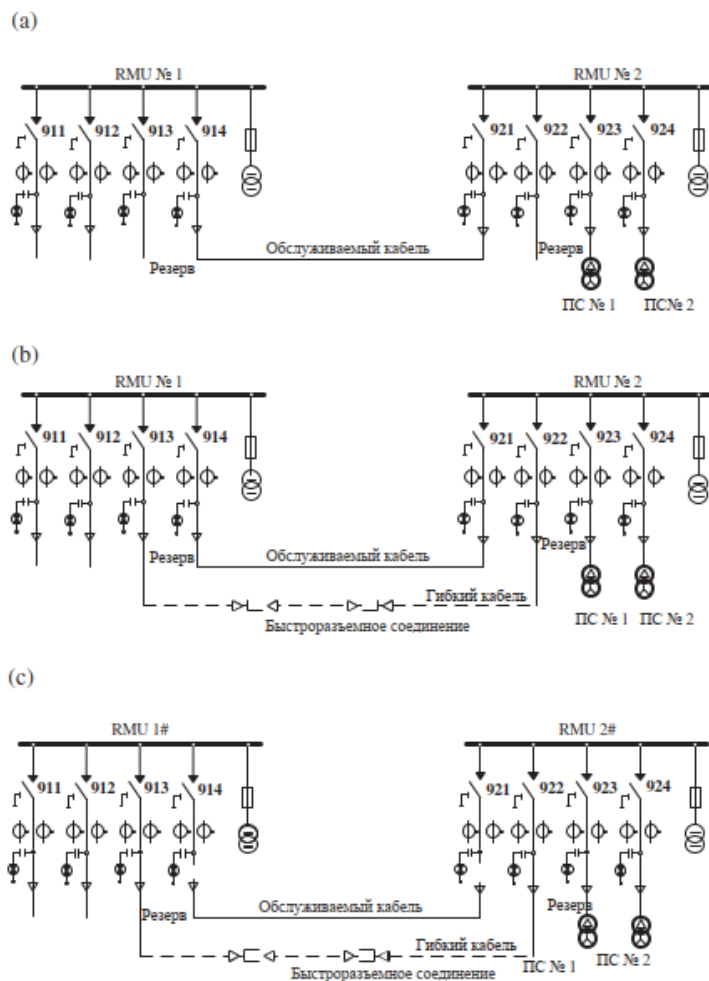 (a)
RMU № 1 RMU № 2
911 912 913 914 921 922 923 924
Обслуживаемый кабель Резерв
Резерв
ПС № 1 ПС№ 2
(b)
RMU № 1 RMU № 2
911 912 913 914 921 922 923 924
Резерв Обслуживаемый кабель Резерв
Гибкий кабель
Быстроразъемное соединение ПС № 1 ПС № 2
(c)
RMU 1# RMU 2#
911 912 913 914 921 922 923 924
Резерв Обслуживаемый кабель Резерв
Гибкий кабель
Быстроразъемное соединение ПС № 1 ПС № 2